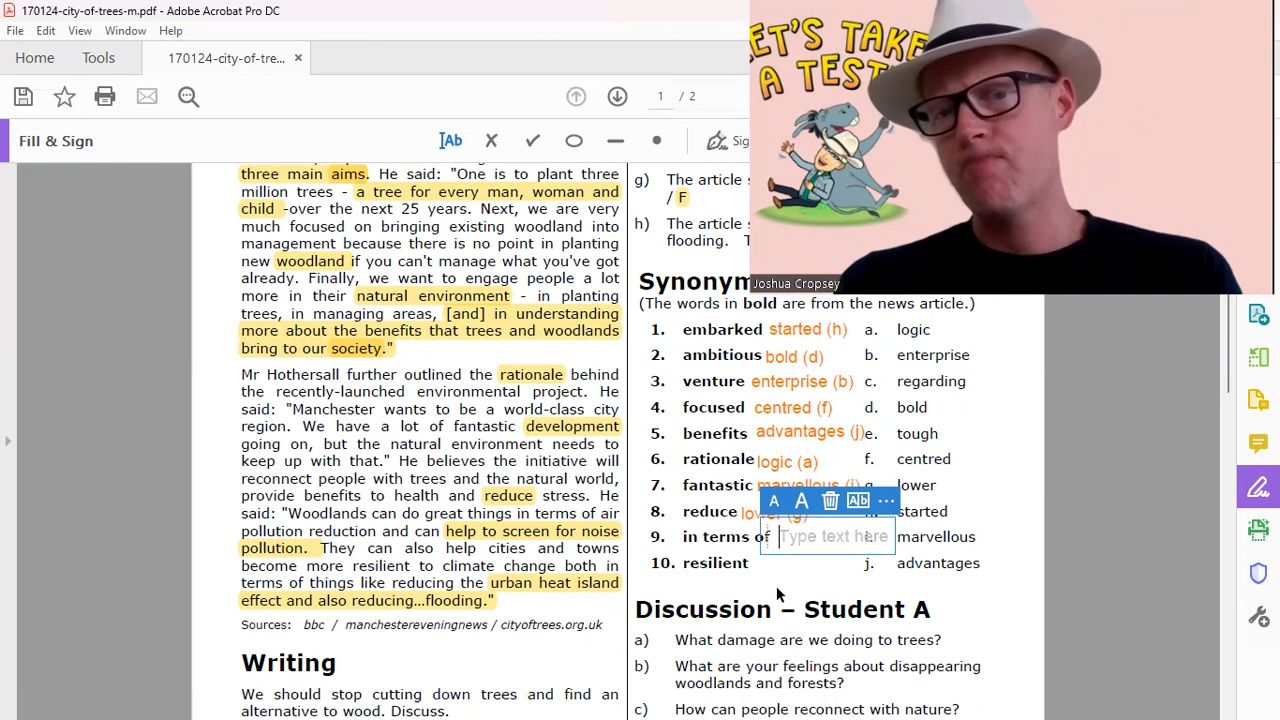 170124-city-of-trees-m.pdf - Adobe Acrobat Pro DC
File Edit View Window Help
Home Tools 170124-city-of-tre... ×
1 / 2
Fill & Sign
Ab Sig
LET'S TAKE
A TEST!
Joshua Cropsey
three main aims. He said: "One is to plant three
million trees - a tree for every man, woman and
child -over the next 25 years. Next, we are very
much focused on bringing existing woodland into
management because there is no point in planting
new woodland if you can't manage what you've got
already. Finally, we want to engage people a lot
more in their natural environment - in planting
trees, in managing areas, [and] in understanding
more about the benefits that trees and woodlands
bring to our society."
Mr Hothersall further outlined the rationale behind
the recently-launched environmental project. He
said: "Manchester wants to be a world-class city
region. We have a lot of fantastic development
going on, but the natural environment needs to
keep up with that." He believes the initiative will
reconnect people with trees and the natural world,
provide benefits to health and reduce stress. He
said: "Woodlands can do great things in terms of air
pollution reduction and can help to screen for noise
pollution. They can also help cities and towns
become more resilient to climate change both in
terms of things like reducing the urban heat island
effect and also reducing...flooding."
Sources: bbc / manchestereveningnews / cityoftrees.org.uk
Writing
We should stop cutting down trees and find an
alternative to wood. Discuss.
g) The article s
/ F
h) The article s
flooding. T
Synonym
(The words in bold are from the news article.)
1. embarked started (h) a. logic
2. ambitious bold (d) b. enterprise
3. venture enterprise (b) c. regarding
4. focused centred (f) d. bold
5. benefits advantages (j) e. tough
6. rationale logic (a) f. centred
7. fantastic marvellous (i) g. lower
8. reduce lower (g) started
9. in terms of Type text here marvellous
10. resilient j. advantages
A A Ab ...
Discussion – Student A
a) What damage are we doing to trees?
b) What are your feelings about disappearing
woodlands and forests?
c) How can people reconnect with nature?